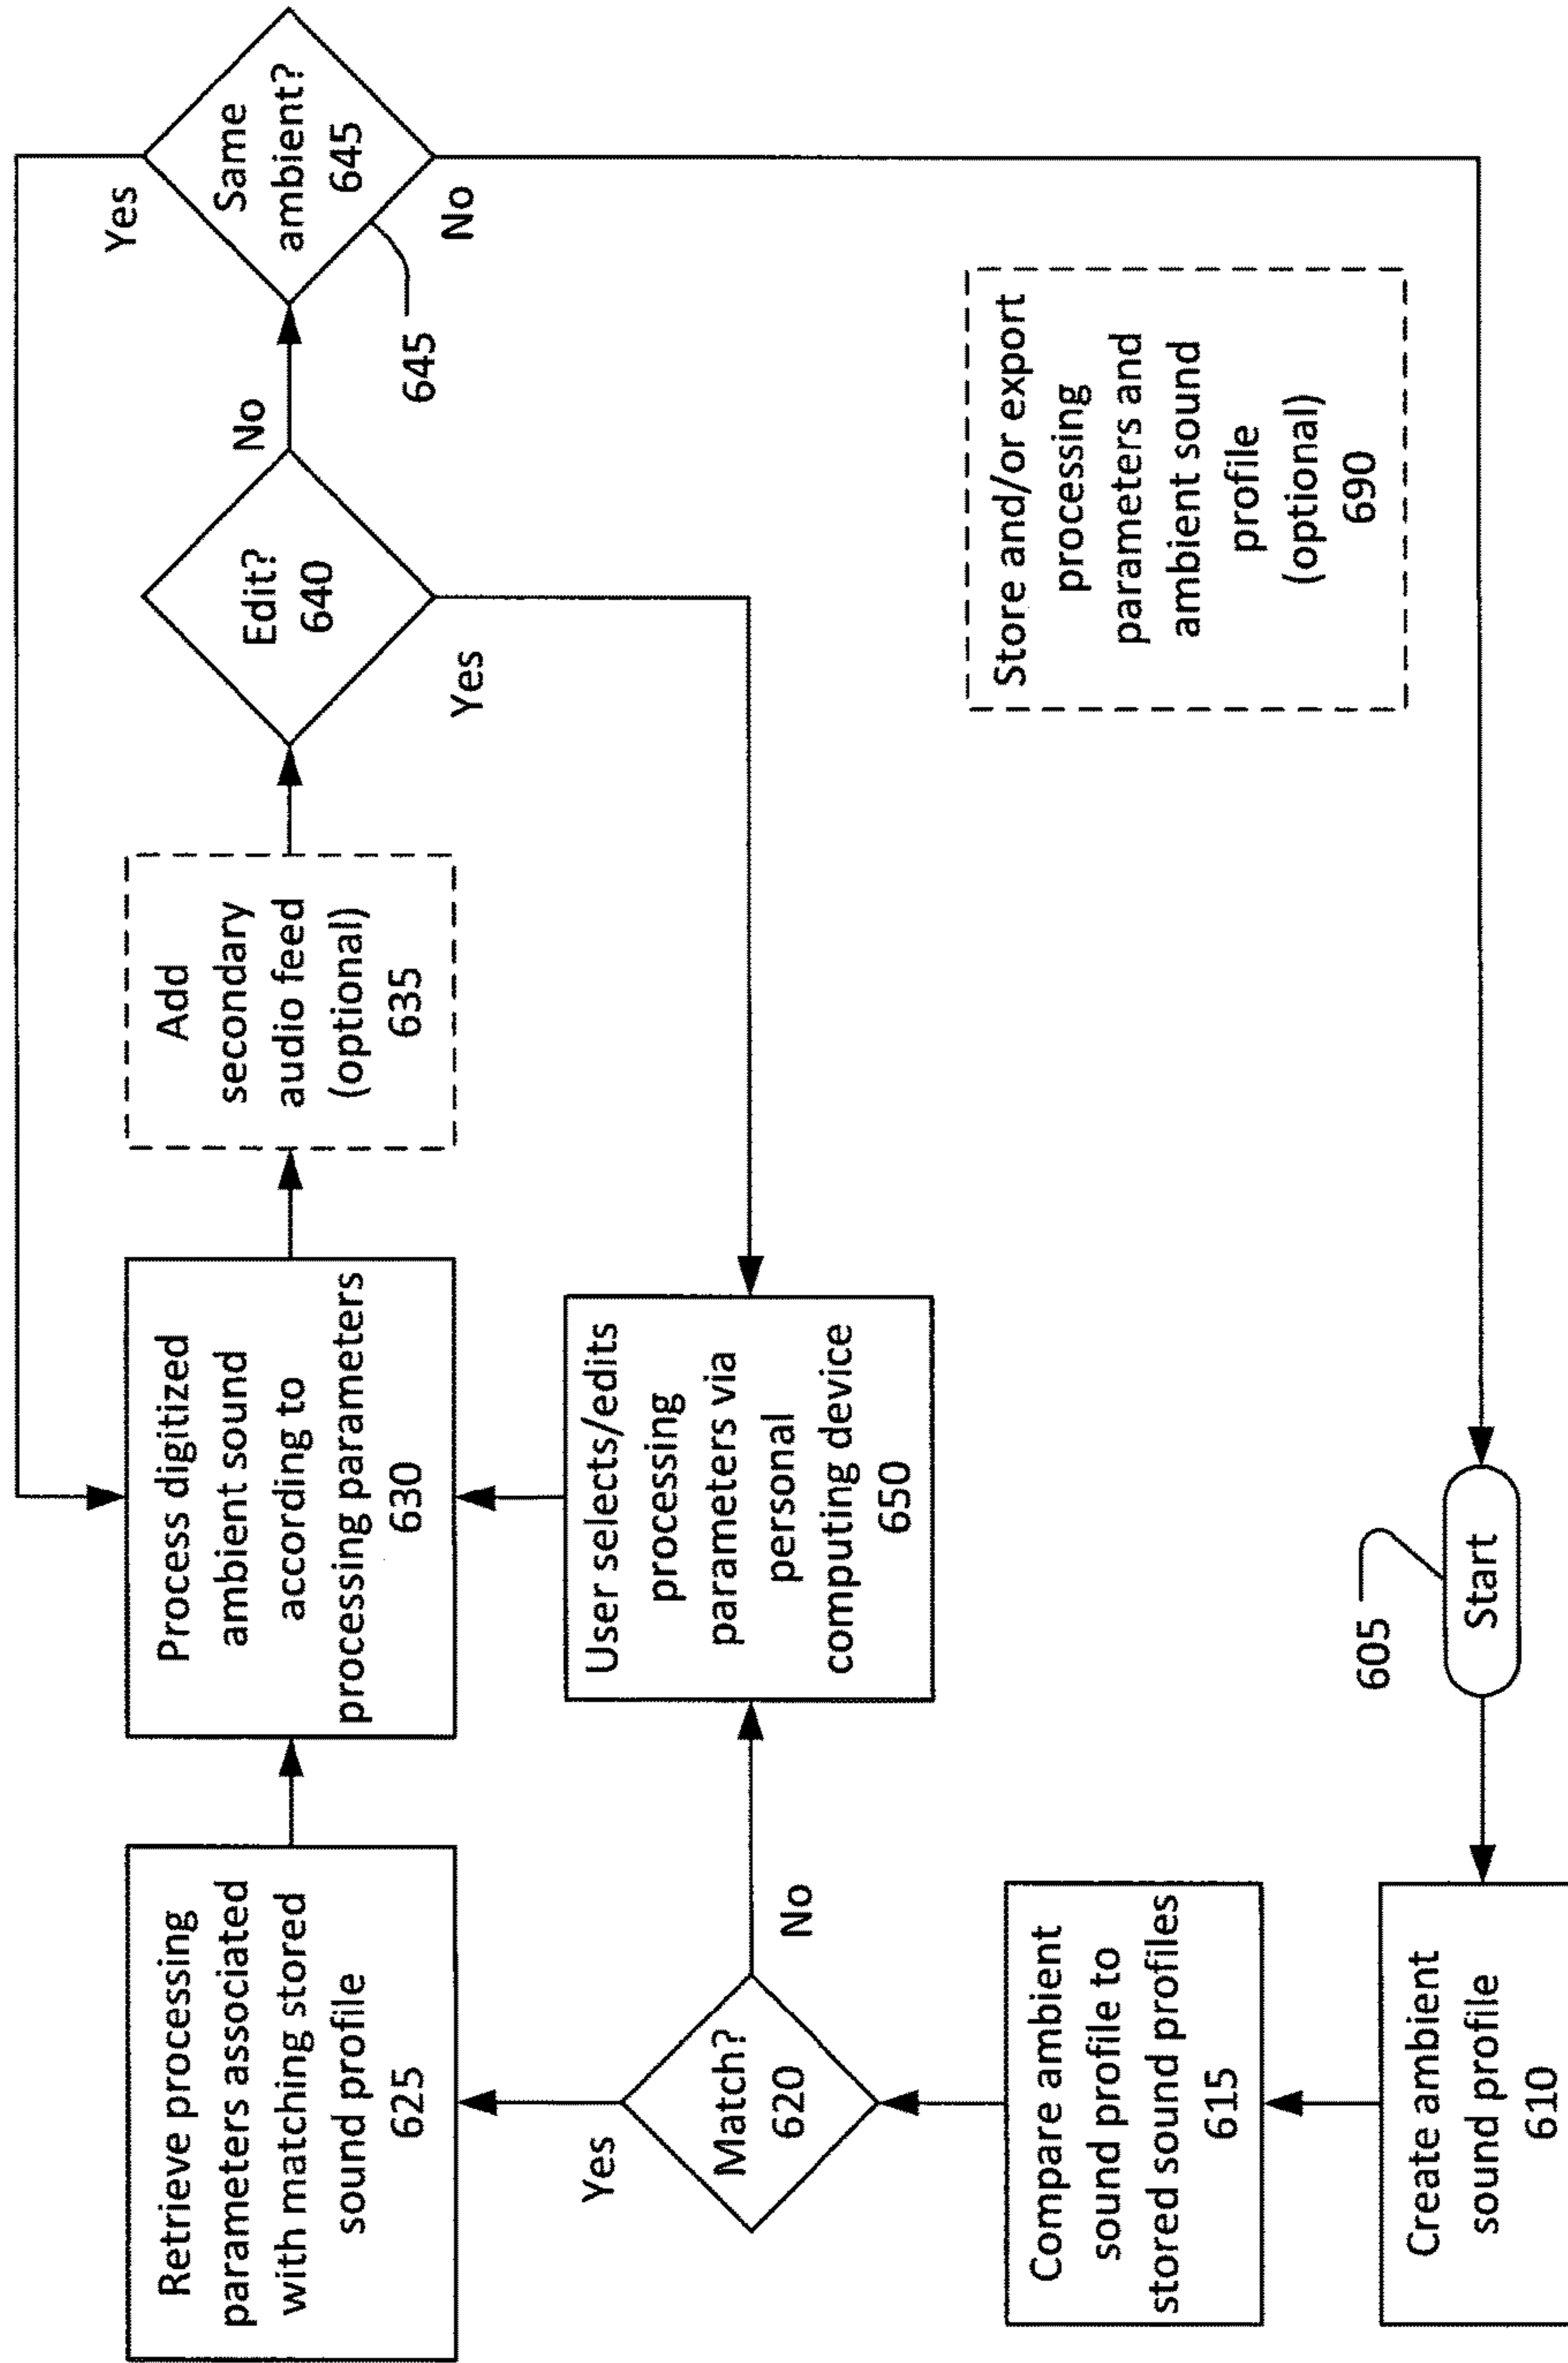 Retrieve processing
parameters associated
with matching stored
sound profile
625
Process digitized
ambient sound
according to
processing parameters
630
Add
secondary
audio feed
(optional)
635
Edit?
640
No
Yes
Same
ambient?
645
645
Yes
No
Yes
Match?
620
No
User selects/edits
processing
parameters via
personal
computing device
650
Compare ambient
sound profile to
stored sound profiles
615
Store and/or export
processing
parameters and
ambient sound
profile
(optional)
690
Create ambient
sound profile
610
605
Start